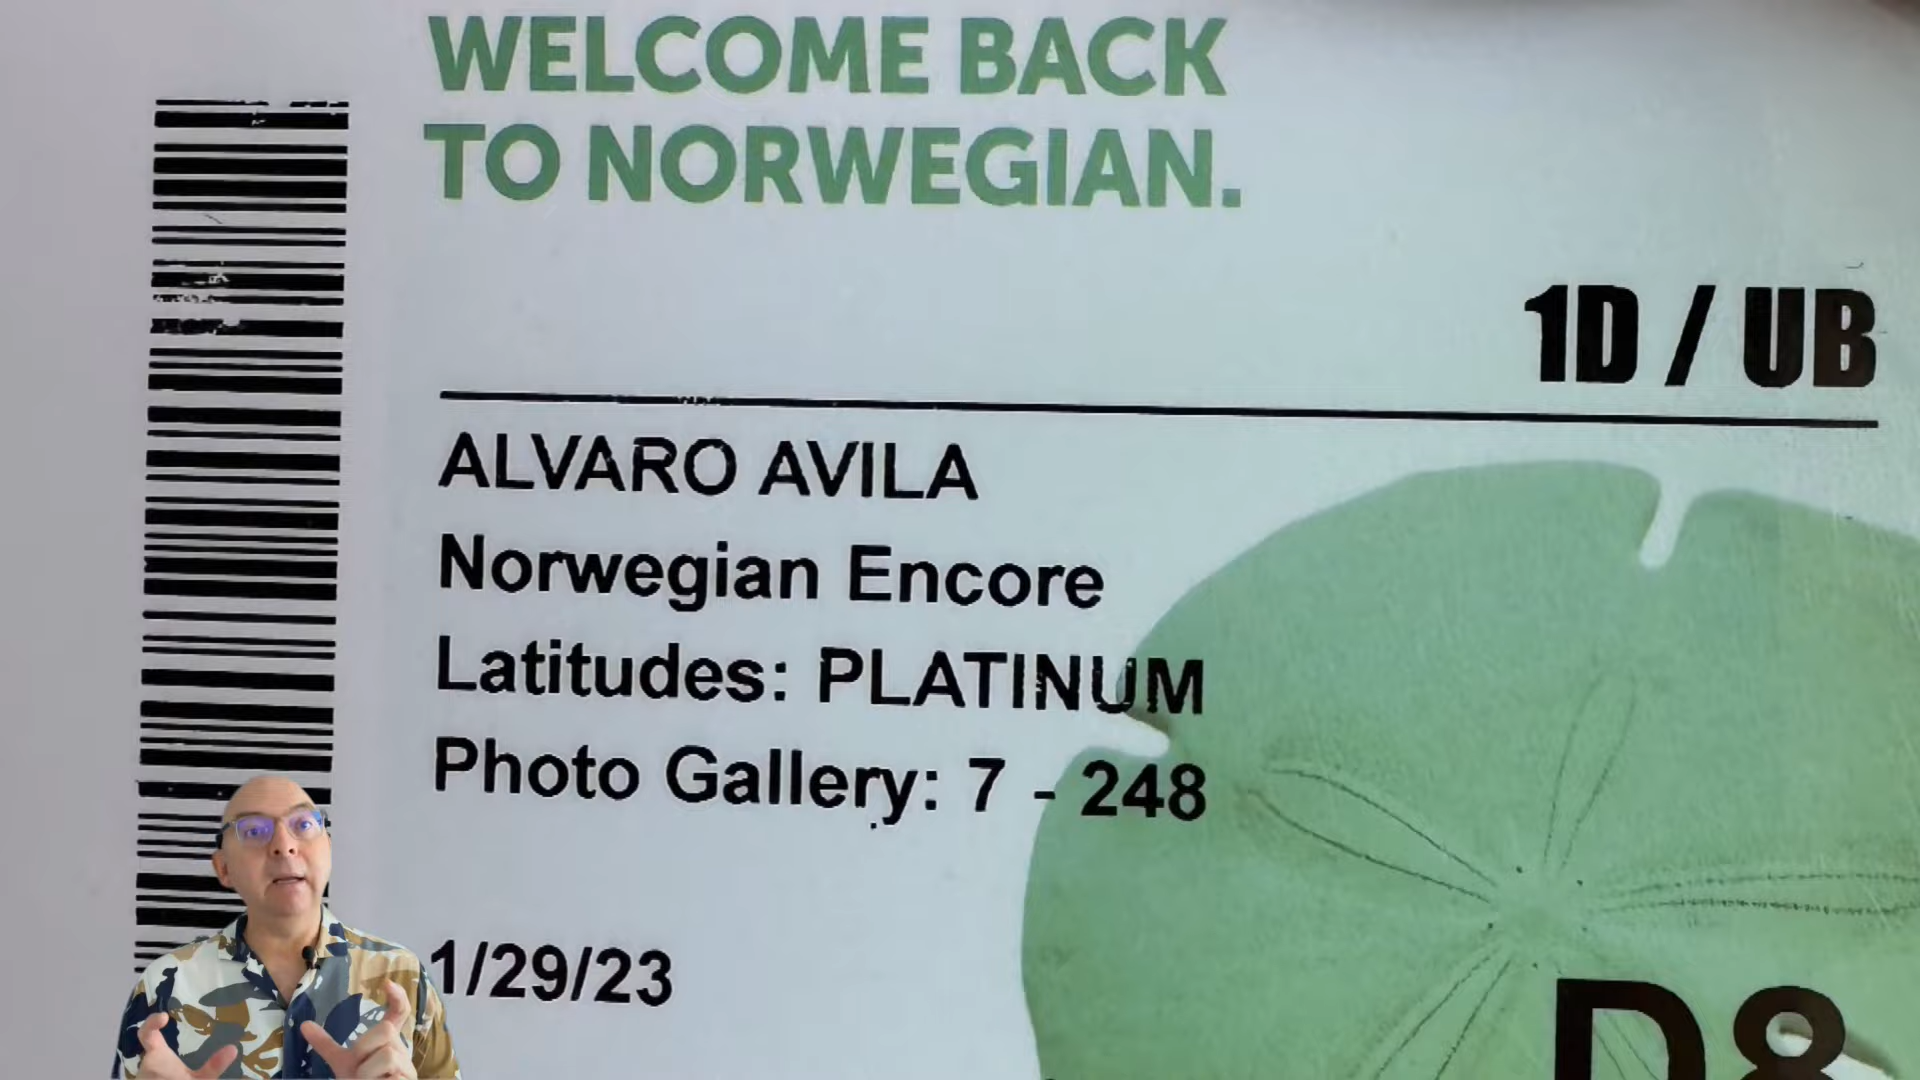 WELCOME BACK
TO NORWEGIAN.
1D / UB
ALVARO AVILA
Norwegian Encore
Latitudes: PLATINUM
Photo Gallery: 7 - 248
1/29/23
D8